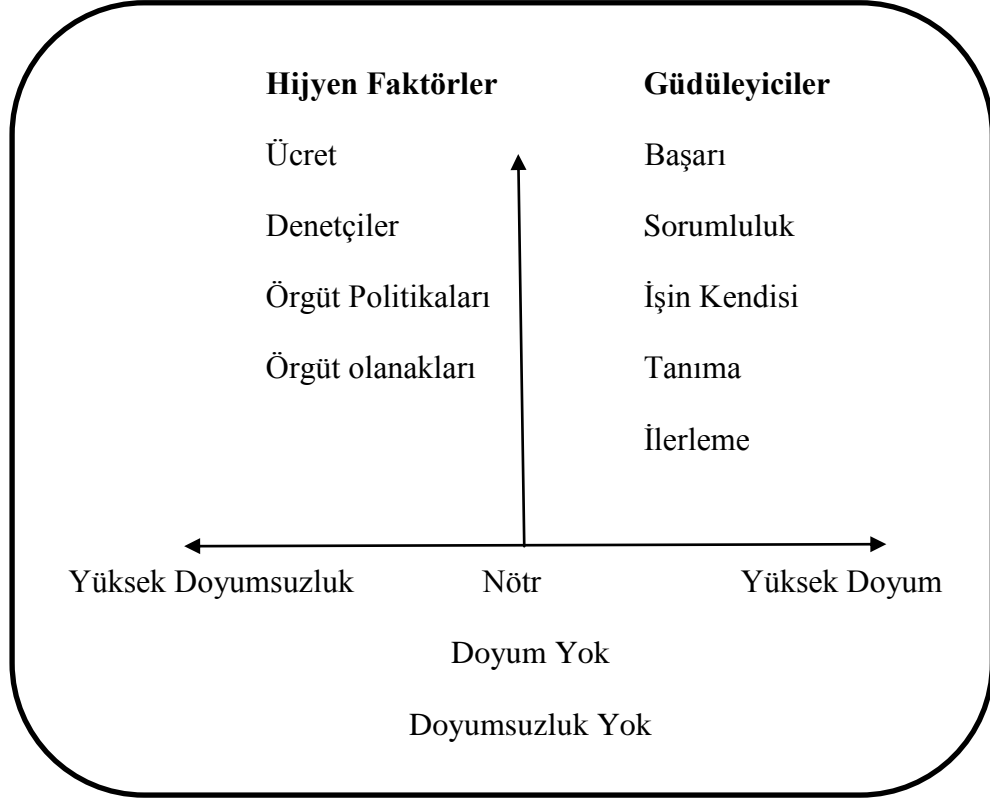 Hijyen Faktörler Güdüleyiciler
Ücret Başarı
Denetçiler Sorumluluk
Örgüt Politikaları İşin Kendisi
Örgüt olanakları Tanıma
İlerleme
Yüksek Doyumsuzluk Nötr Yüksek Doyum
Doyum Yok
Doyumsuzluk Yok